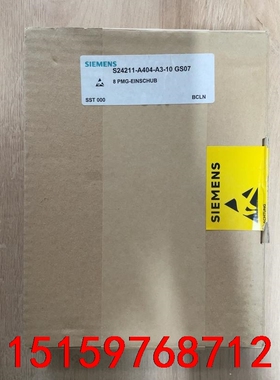 SIEMENS
S24211-A404-A3-10 GS07
8 PMG-EINSCHUB
SST 000
BCLN
SIEMENS
15159768712